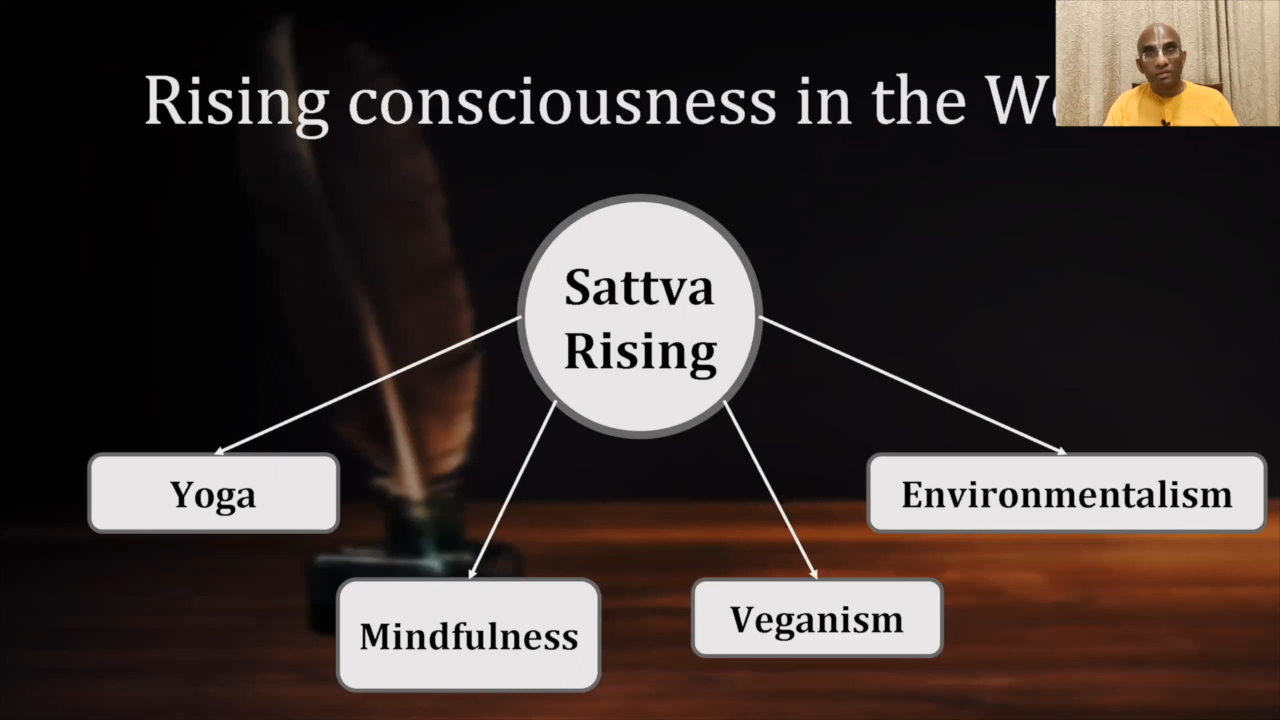 Rising consciousness in the
Sattva
Rising
Yoga
Environmentalism
Mindfulness
Veganism